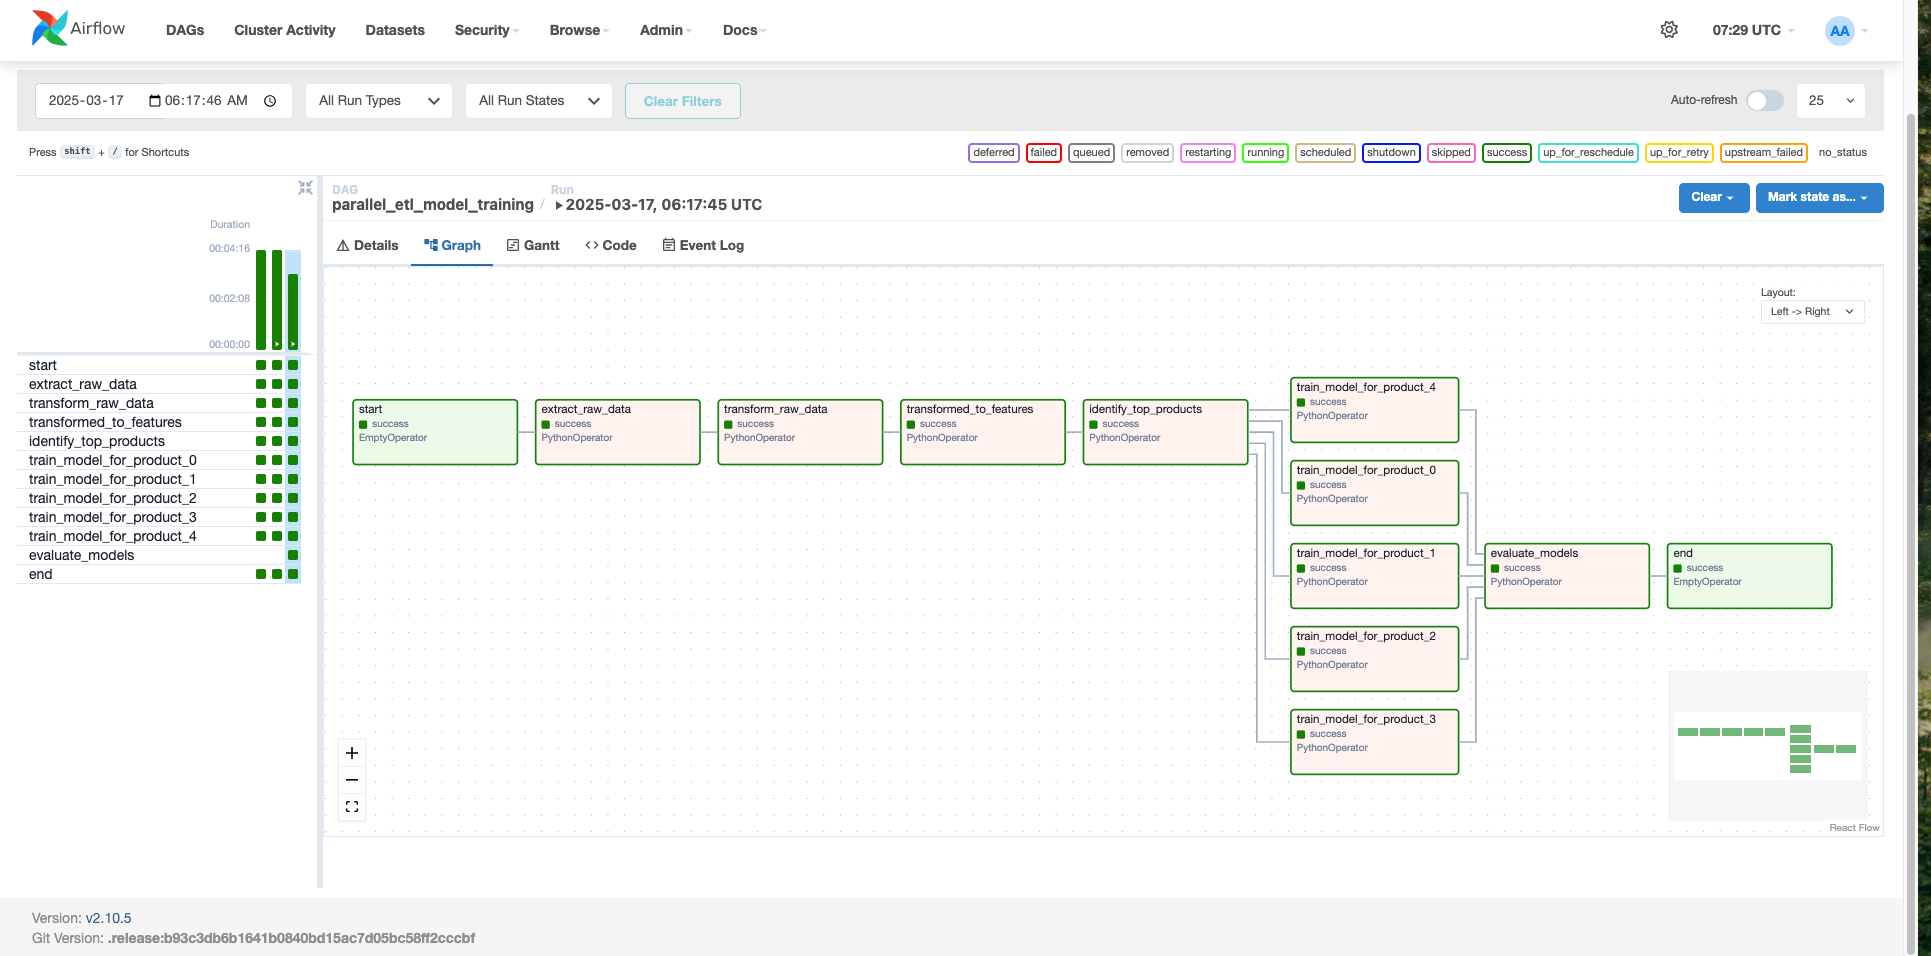 Airflow DAGs Cluster Activity Datasets Security Browse Admin Docs 07:29 UTC AA
2025-03-17 06:17:46 AM All Run Types All Run States Clear Filters Auto-refresh 25
Press shift + / for Shortcuts deferred failed queued removed restarting running scheduled shutdown skipped success up_for_reschedule up_for_retry upstream_failed no_status
DAG Run
parallel_etl_model_training / 2025-03-17, 06:17:45 UTC Clear Mark state as...
Details Graph Gantt Code Event Log
Duration
00:04:16
00:02:08
00:00:00
start
extract_raw_data
transform_raw_data
transformed_to_features
identify_top_products
train_model_for_product_0
train_model_for_product_1
train_model_for_product_2
train_model_for_product_3
train_model_for_product_4
evaluate_models
end
Layout:
Left -> Right
start
success
EmptyOperator
extract_raw_data
success
PythonOperator
transform_raw_data
success
PythonOperator
transformed_to_features
success
PythonOperator
identify_top_products
success
PythonOperator
train_model_for_product_4
success
PythonOperator
train_model_for_product_0
success
PythonOperator
train_model_for_product_1
success
PythonOperator
train_model_for_product_2
success
PythonOperator
train_model_for_product_3
success
PythonOperator
evaluate_models
success
PythonOperator
end
success
EmptyOperator
React Flow
Version: v2.10.5
Git Version: .release:b93c3db6b1641b0840bd15ac7d05bc58ff2cccbf